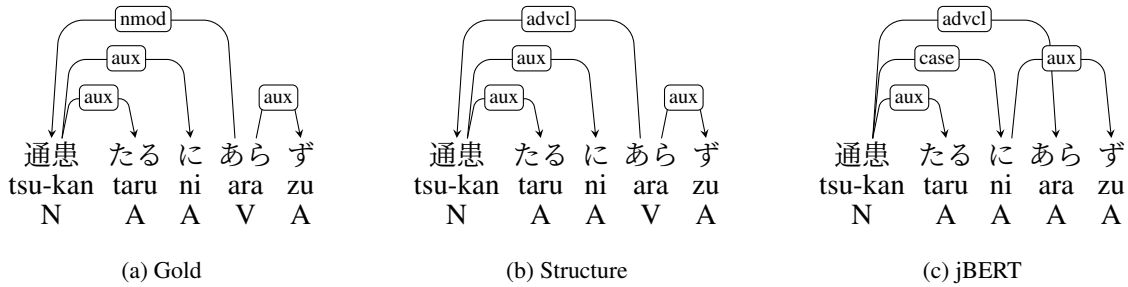 nmod
aux
aux
aux
通患 たる に あら ず
tsu-kan taru ni ara zu
N A A V A
(a) Gold
advcl
aux
aux
aux
通患 たる に あら ず
tsu-kan taru ni ara zu
N A A V A
(b) Structure
advcl
case
aux
aux
通患 たる に あら ず
tsu-kan taru ni ara zu
N A A A A
(c) jBERT